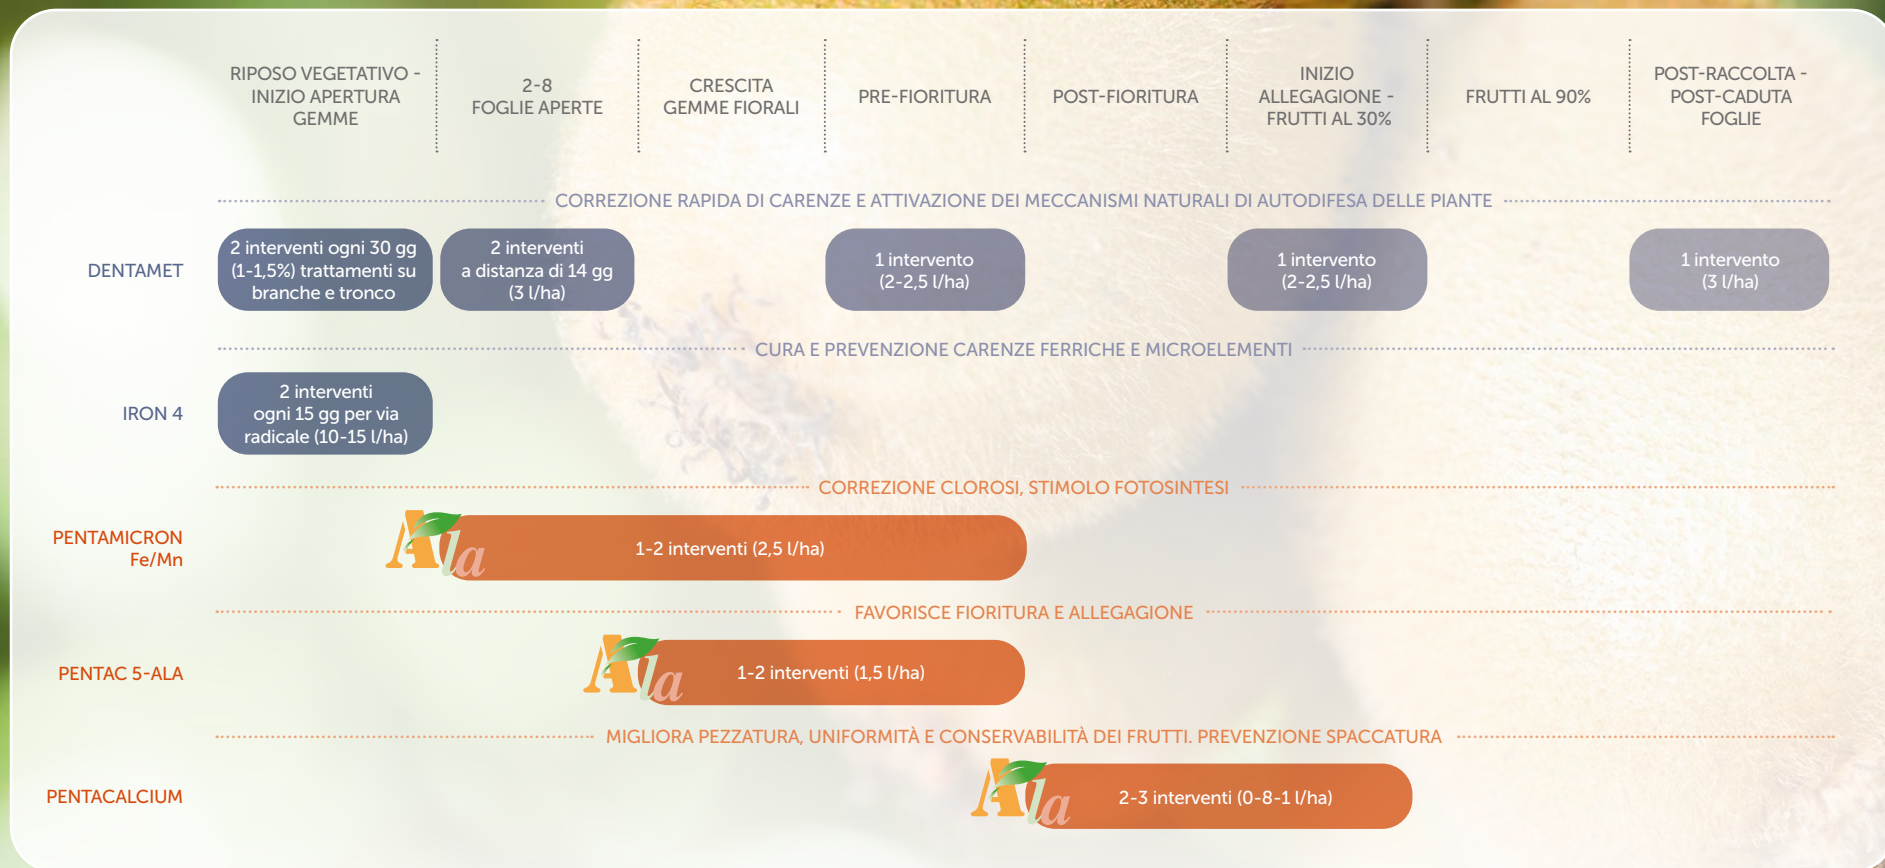 RIPOSO VEGETATIVO -
INIZIO APERTURA
GEMME
2-8
FOGLIE APERTE
CRESCITA
GEMME FIORALI
PRE-FIORITURA
POST-FIORITURA
INIZIO
ALLEGAGIONE -
FRUTTI AL 30%
FRUTTI AL 90%
POST-RACCOLTA -
POST-CADUTA
FOGLIE
CORREZIONE RAPIDA DI CARENZE E ATTIVAZIONE DEI MECCANISMI NATURALI DI AUTODIFESA DELLE PIANTE
DENTAMET
2 interventi ogni 30 gg
(1-1,5%) trattamenti su
branche e tronco
2 interventi
a distanza di 14 gg
(3 l/ha)
1 intervento
(2-2,5 l/ha)
1 intervento
(2-2,5 l/ha)
1 intervento
(3 l/ha)
CURA E PREVENZIONE CARENZE FERRICHE E MICROELEMENTI
IRON 4
2 interventi
ogni 15 gg per via
radicale (10-15 l/ha)
CORREZIONE CLOROSI, STIMOLO FOTOSINTESI
PENTAMICRON
Fe/Mn
Ala
1-2 interventi (2,5 l/ha)
FAVORISCE FIORITURA E ALLEGAGIONE
PENTAC 5-ALA
Ala
1-2 interventi (1,5 l/ha)
MIGLIORA PEZZATURA, UNIFORMITÀ E CONSERVABILITÀ DEI FRUTTI. PREVENZIONE SPACCATURA
PENTACALCIUM
Ala
2-3 interventi (0-8-1 l/ha)